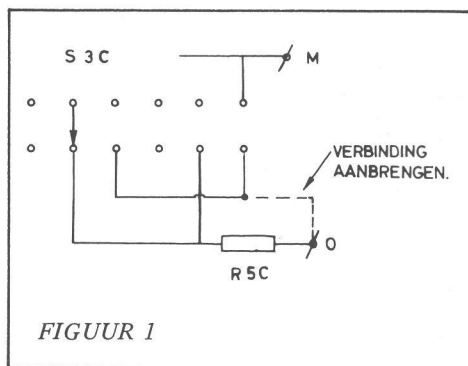 S 3C
M
VERBINDING
AANBRENGEN.
O
R 5C
FIGUUR 1